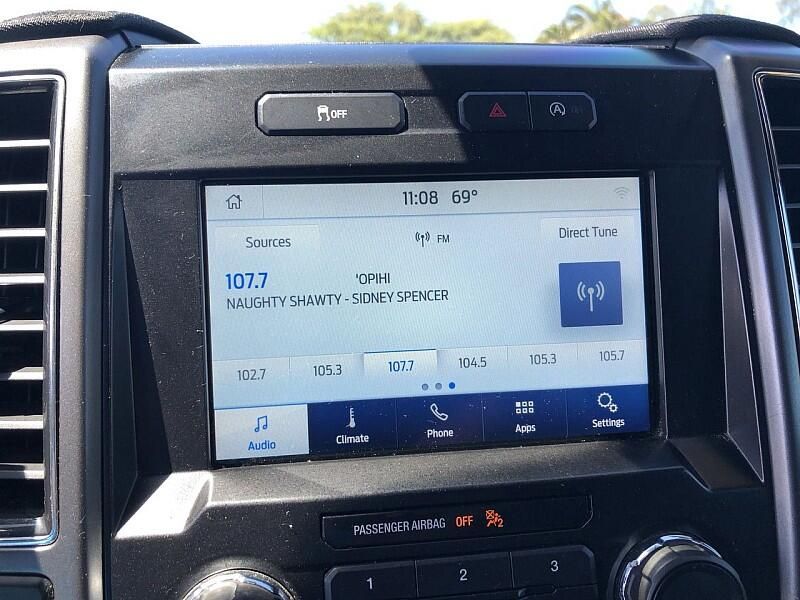 OFF
A OFF
11:08 69°
Sources
FM
Direct Tune
107.7 'OPIHI
NAUGHTY SHAWTY - SIDNEY SPENCER
102.7 105.3 107.7 104.5 105.3 105.7
Audio Climate Phone Apps Settings
PASSENGER AIRBAG OFF 2
1 2 3